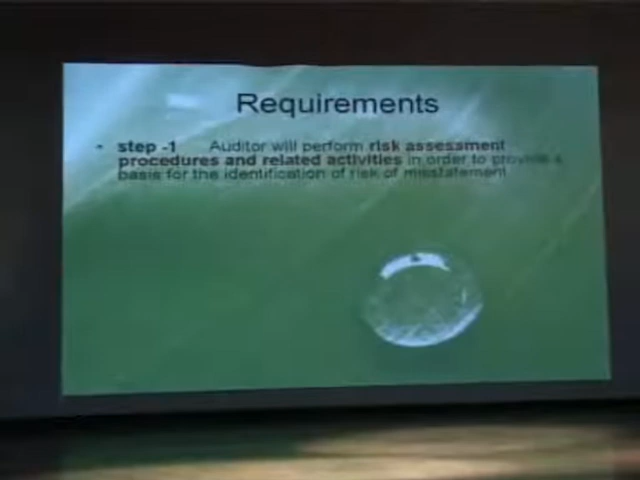 Requirements
• step -1 Auditor will perform risk assessment
procedures and related activities in order to provide a
basis for the identification of risk of misstatement